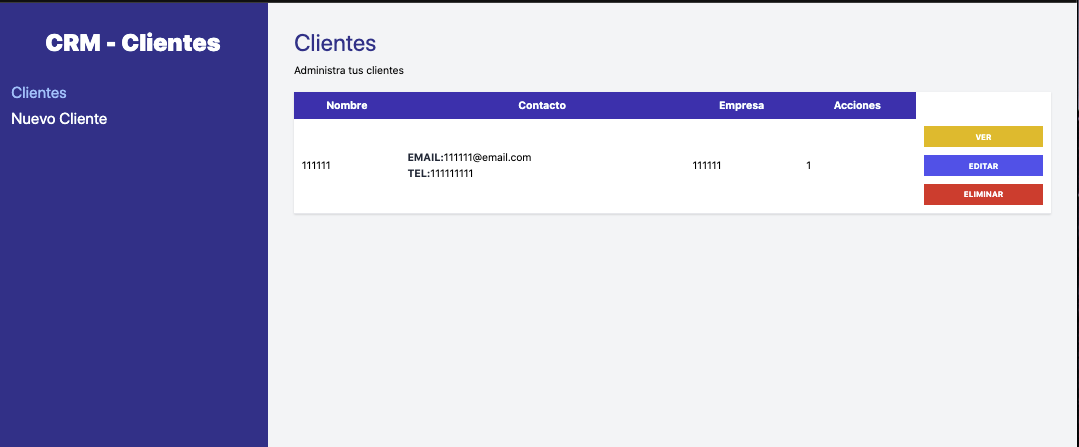 CRM - Clientes
Clientes
Nuevo Cliente
Clientes
Administra tus clientes
Nombre Contacto Empresa Acciones
111111 EMAIL:111111@email.com 111111 1
TEL:111111111
VER
EDITAR
ELIMINAR